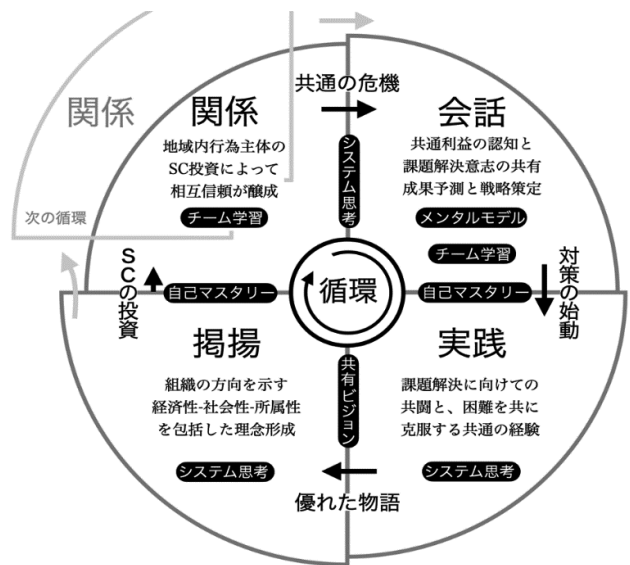 関係
次の循環
関係
地域内行為主体の
SC投資によって
相互信頼が醸成
チーム学習
共通の危機
システム思考
会話
共通利益の認知と
課題解決意志の共有
成果予測と戦略策定
メンタルモデル
チーム学習
対策の始動
自己マスタリー
循環
自己マスタリー
SCの投資
掲揚
組織の方向を示す
経済性-社会性-所属性
を包括した理念形成
システム思考
共有ビジョン
実践
課題解決に向けての
共闘と、困難を共に
克服する共通の経験
システム思考
優れた物語